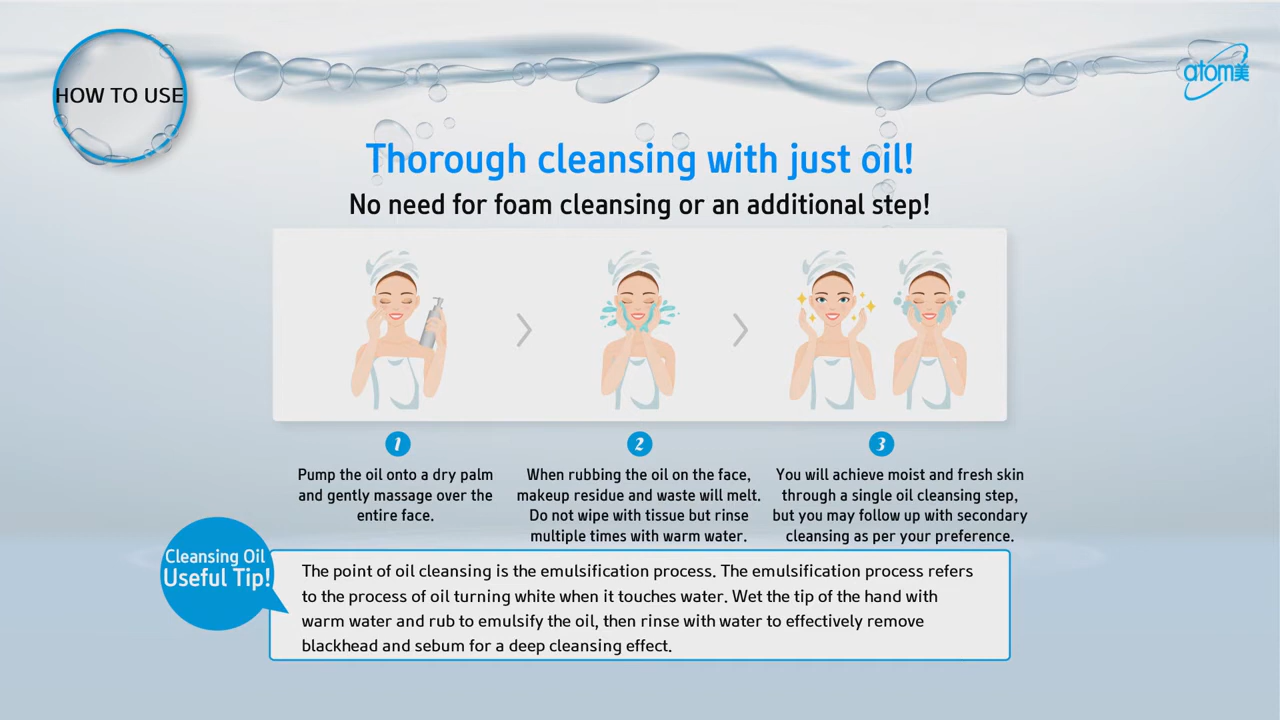 HOW TO USE
atom美
Thorough cleansing with just oil!
No need for foam cleansing or an additional step!
1
Pump the oil onto a dry palm
and gently massage over the
entire face.
2
When rubbing the oil on the face,
makeup residue and waste will melt.
Do not wipe with tissue but rinse
multiple times with warm water.
3
You will achieve moist and fresh skin
through a single oil cleansing step,
but you may follow up with secondary
cleansing as per your preference.
Cleansing Oil
Useful Tip!
The point of oil cleansing is the emulsification process. The emulsification process refers
to the process of oil turning white when it touches water. Wet the tip of the hand with
warm water and rub to emulsify the oil, then rinse with water to effectively remove
blackhead and sebum for a deep cleansing effect.